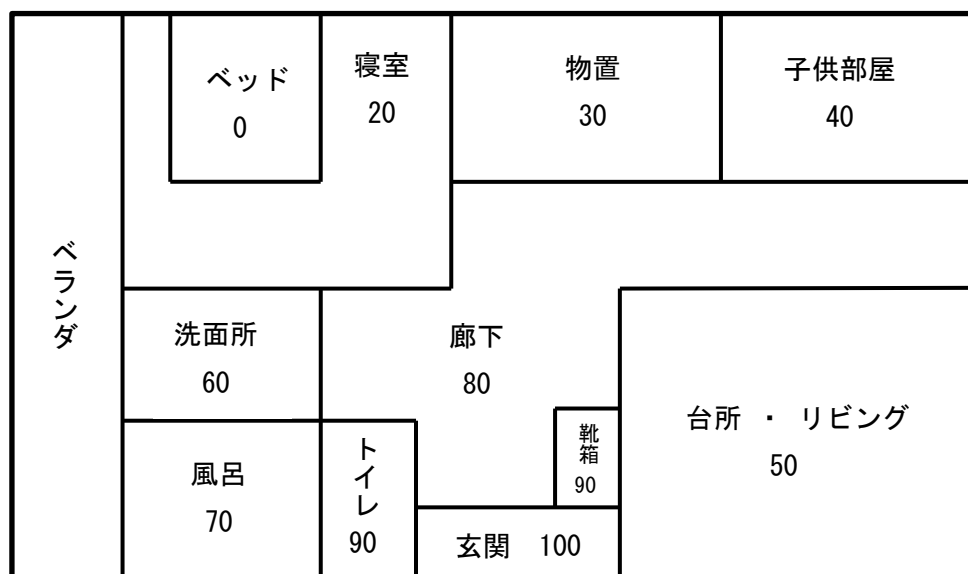 ベランダ
ベッド
0
寝室
20
物置
30
子供部屋
40
洗面所
60
廊下
80
台所 ・ リビング
50
風呂
70
トイレ
90
靴箱
90
玄関 100